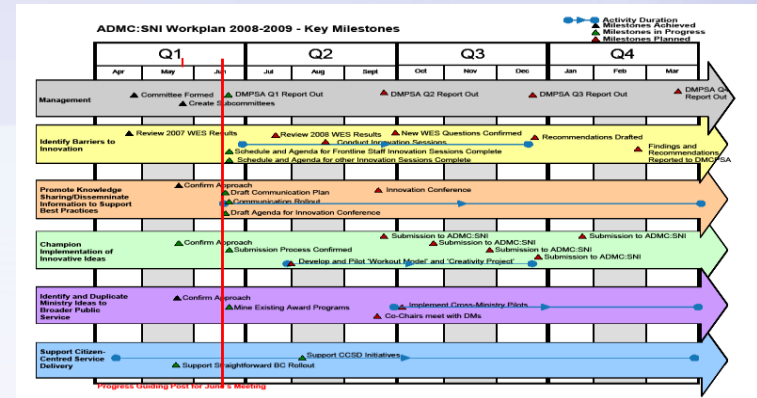 ADMC:SNI Workplan 2008-2009 - Key Milestones
Activity Duration
Milestones Achieved
Milestones in Progress
Milestones Planned
Q1 Q2 Q3 Q4
Apr May Jun Jul Aug Sept Oct Nov Dec Jan Feb Mar
Management
Committee Formed
Create Subcommittees
DMPSA Q1 Report Out
DMPSA Q2 Report Out
DMPSA Q3 Report Out
DMPSA Q4
Report Out
Identify Barriers to
Innovation
Review 2007 WES Results
Review 2008 WES Results
New WES Questions Confirmed
Recommendations Drafted
Conduct Innovation Sessions
Schedule and Agenda for Frontline Staff Innovation Sessions Complete
Schedule and Agenda for other Innovation Sessions Complete
Findings and
Recommendations
Reported to DMCPSA
Promote Knowledge
Sharing/Dissemninate
Information to Support
Best Practices
Confirm Approach
Draft Communication Plan
Innovation Conference
Communication Rollout
Draft Agenda for Innovation Conference
Champion
Implementation of
Innovative Ideas
Confirm Approach
Submission Process Confirmed
Submission to ADMC:SNI
Submission to ADMC:SNI
Submission to ADMC:SNI
Submission to ADMC:SNI
Submission to ADMC:SNI
Develop and Pilot 'Workout Model' and 'Creativity Project'
Identify and Duplicate
Ministry Ideas to
Broader Public
Service
Confirm Approach
Mine Existing Award Programs
Implement Cross-Ministry Pilots
Co-Chairs meet with DMs
Support Citizen-
Centred Service
Delivery
Support CCSD Initiatives
Support Straightforward BC Rollout
Progress Guiding Post for June's Meeting